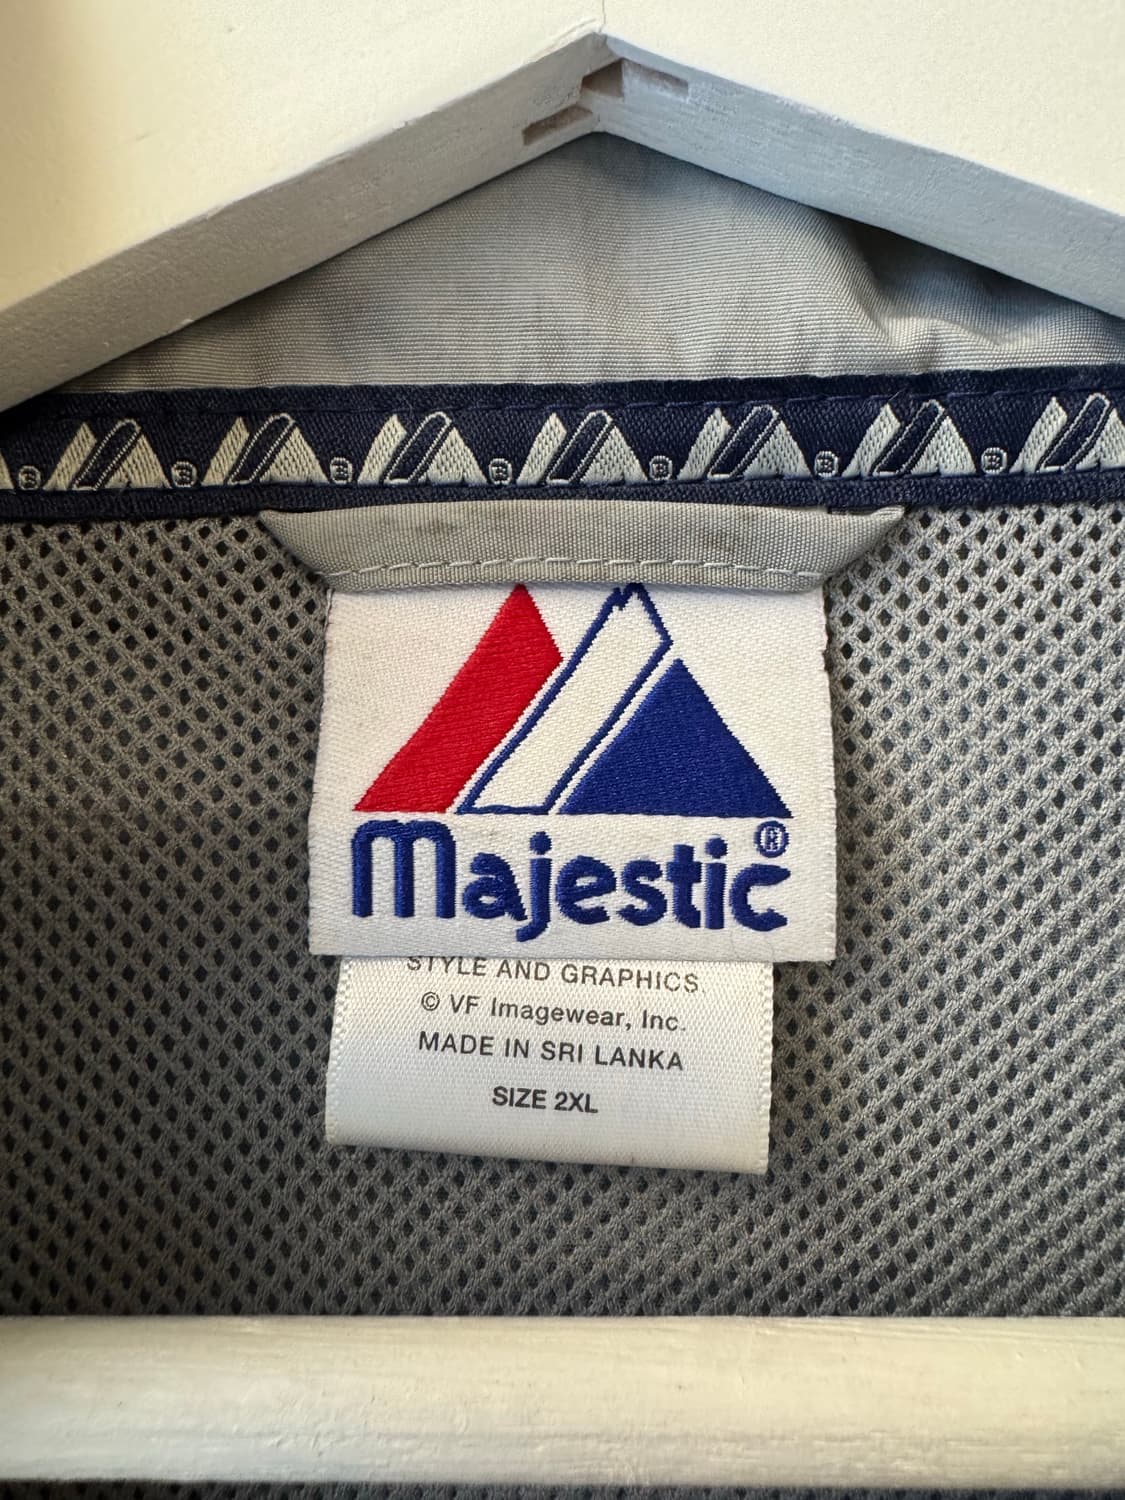 Majestic®
STYLE AND GRAPHICS.
© VF Imagewear, Inc.
MADE IN SRI LANKA
SIZE 2XL